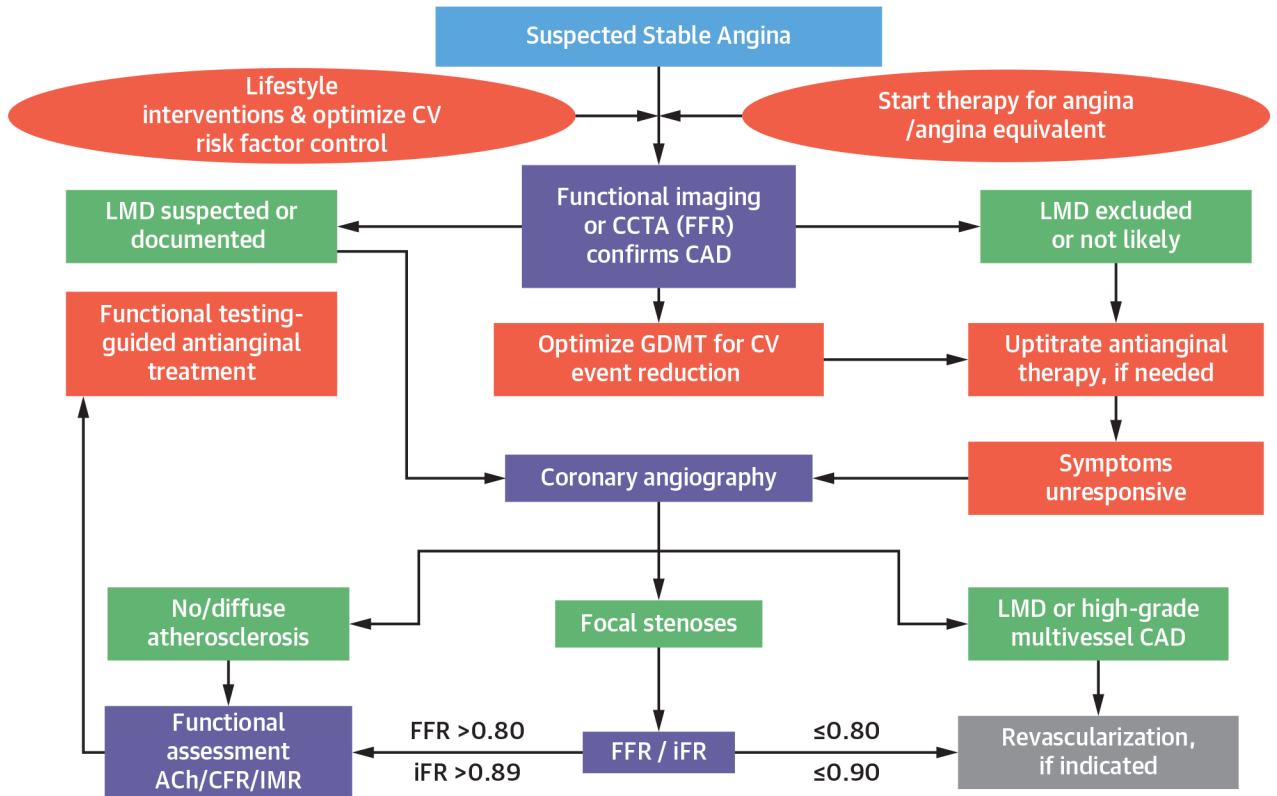 Suspected Stable Angina
Lifestyle
interventions & optimize CV
risk factor control
Start therapy for angina
/angina equivalent
LMD suspected or
documented
Functional imaging
or CCTA (FFR)
confirms CAD
LMD excluded
or not likely
Functional testing-
guided antianginal
treatment
Optimize GDMT for CV
event reduction
Uptitrate antianginal
therapy, if needed
Coronary angiography
Symptoms
unresponsive
No/diffuse
atherosclerosis
Focal stenoses
LMD or high-grade
multivessel CAD
Functional
assessment
ACh/CFR/IMR
FFR >0.80
iFR >0.89
FFR / iFR
≤0.80
≤0.90
Revascularization,
if indicated